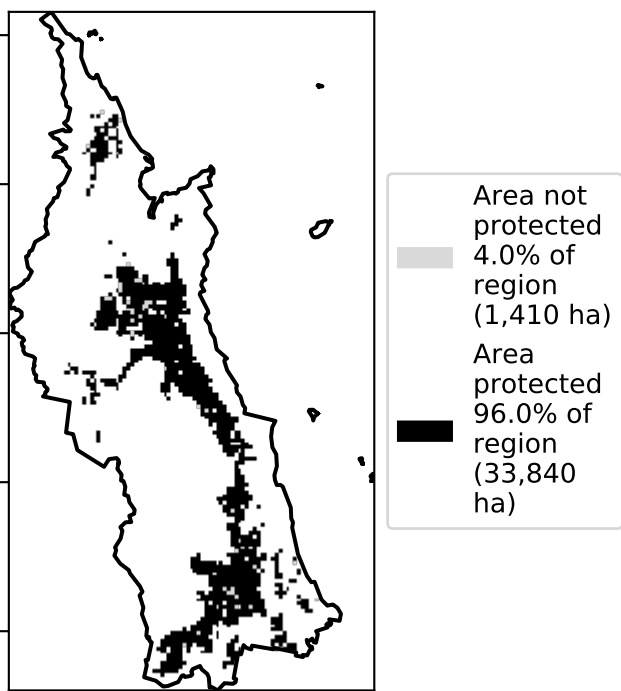 Area not
protected
4.0% of
region
(1,410 ha)
Area
protected
96.0% of
region
(33,840
ha)